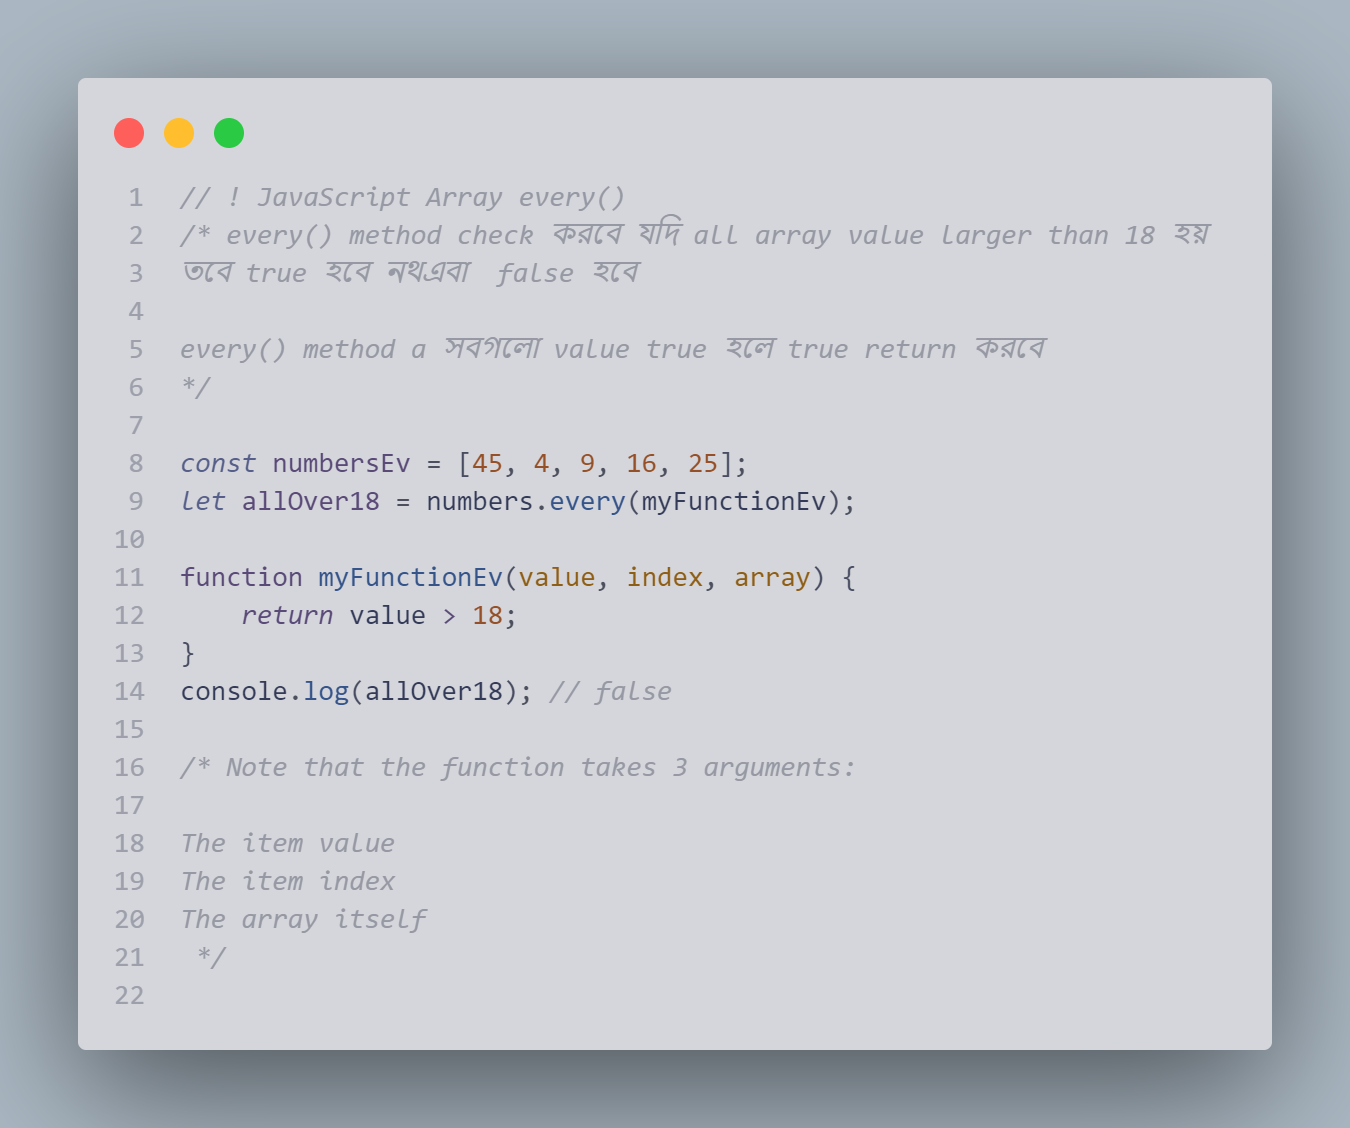 1 // ! JavaScript Array every()
2 /* every() method check করবে যদি all array value larger than 18 হয়
3 তবে true হবে নথএবা  false হবে
4
5 every() method a সবগলো value true হলে true return করবে
6 */
7
8 const numbersEv = [45, 4, 9, 16, 25];
9 let allOver18 = numbers.every(myFunctionEv);
10
11 function myFunctionEv(value, index, array) {
12     return value > 18;
13 }
14 console.log(allOver18); // false
15
16 /* Note that the function takes 3 arguments:
17
18 The item value
19 The item index
20 The array itself
21  */
22